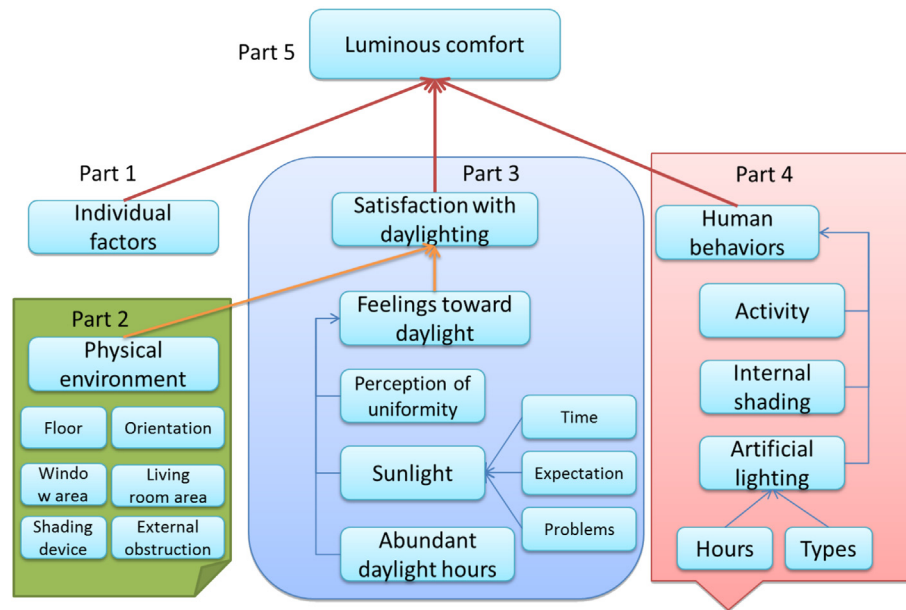 Part 5
Luminous comfort
Part 1
Individual
factors
Part 2
Physical
environment
Floor
Orientation
Windo
w area
Living
room area
Shading
device
External
obstruction
Part 3
Satisfaction with
daylighting
Feelings toward
daylight
Perception of
uniformity
Sunlight
Abundant
daylight hours
Time
Expectation
Problems
Part 4
Human
behaviors
Activity
Internal
shading
Artificial
lighting
Hours
Types